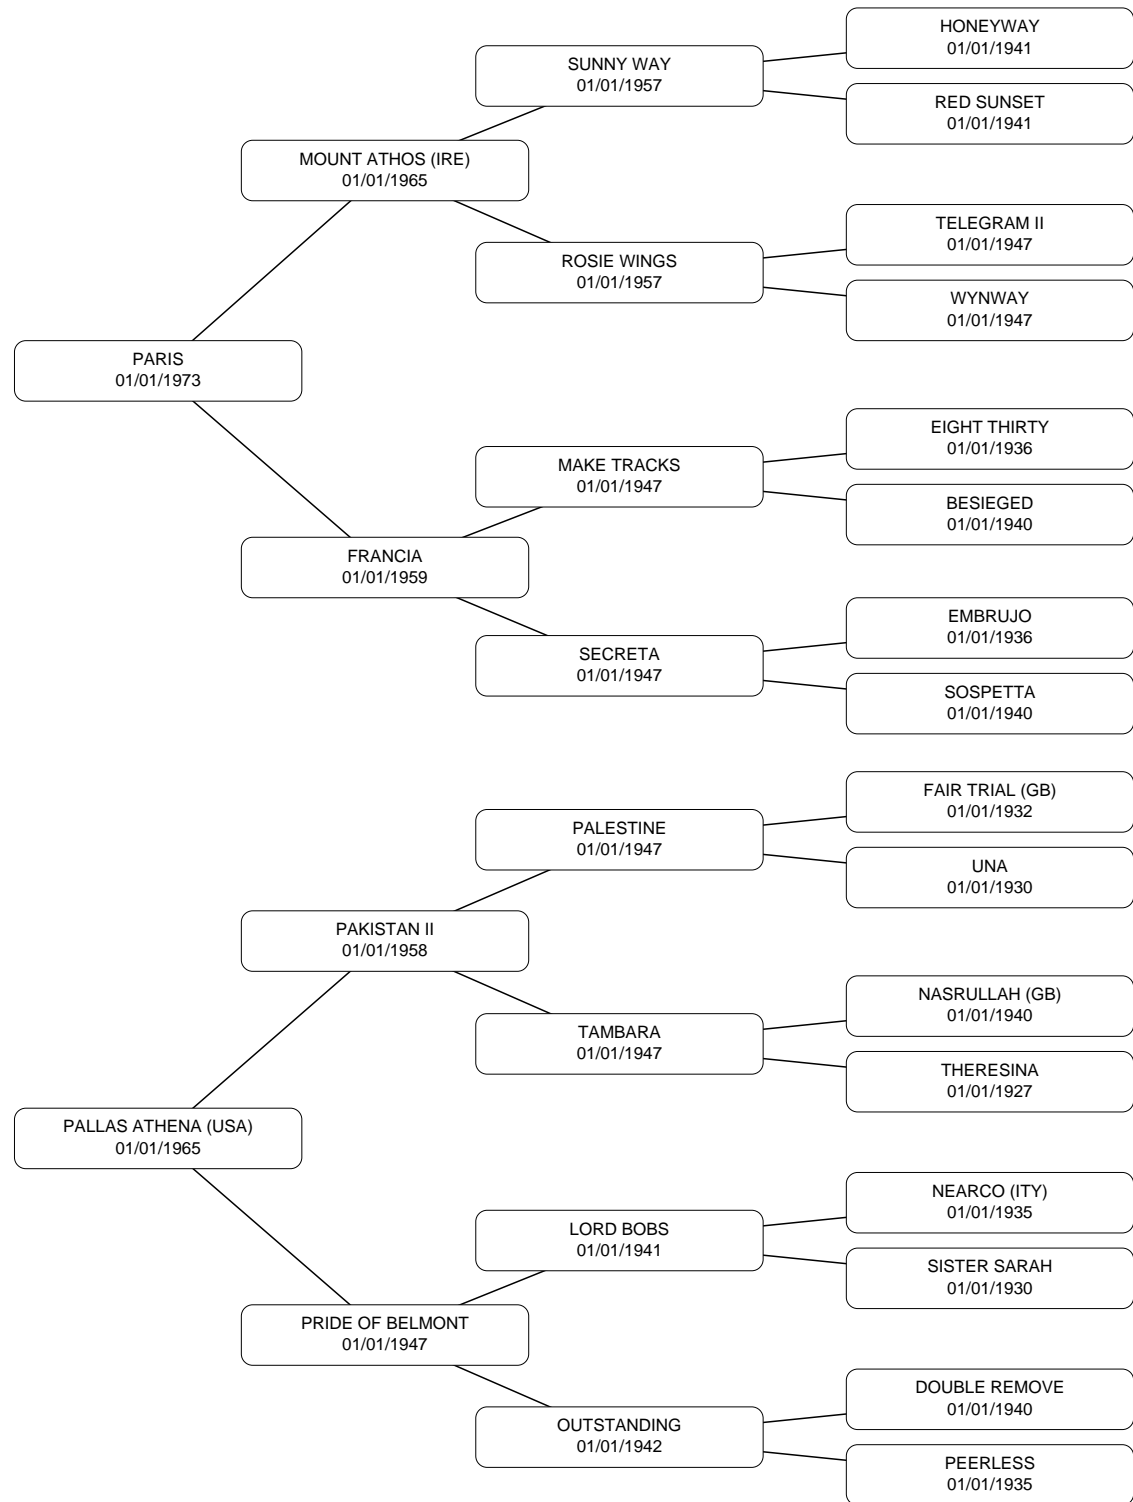 HONEYWAY
01/01/1941
SUNNY WAY
01/01/1957
RED SUNSET
01/01/1941
MOUNT ATHOS (IRE)
01/01/1965
TELEGRAM II
01/01/1947
ROSIE WINGS
01/01/1957
WYNWAY
01/01/1947
PARIS
01/01/1973
EIGHT THIRTY
01/01/1936
MAKE TRACKS
01/01/1947
BESIEGED
01/01/1940
FRANCIA
01/01/1959
EMBRUJO
01/01/1936
SECRETA
01/01/1947
SOSPETTA
01/01/1940
FAIR TRIAL (GB)
01/01/1932
PALESTINE
01/01/1947
UNA
01/01/1930
PAKISTAN II
01/01/1958
NASRULLAH (GB)
01/01/1940
TAMBARA
01/01/1947
THERESINA
01/01/1927
PALLAS ATHENA (USA)
01/01/1965
NEARCO (ITY)
01/01/1935
LORD BOBS
01/01/1941
SISTER SARAH
01/01/1930
PRIDE OF BELMONT
01/01/1947
DOUBLE REMOVE
01/01/1940
OUTSTANDING
01/01/1942
PEERLESS
01/01/1935